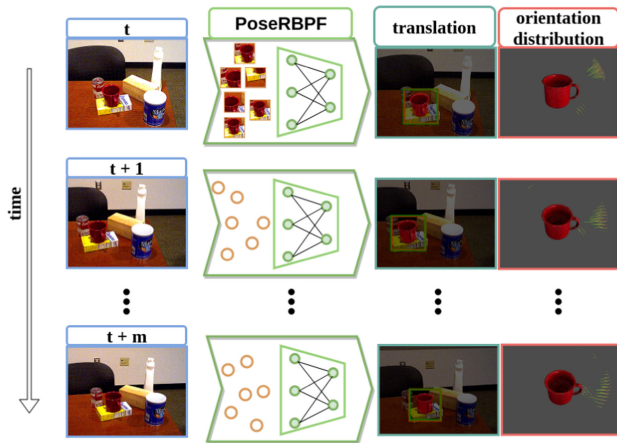 t
PoseRBPF
translation
orientation
distribution
time
t + 1
t + m